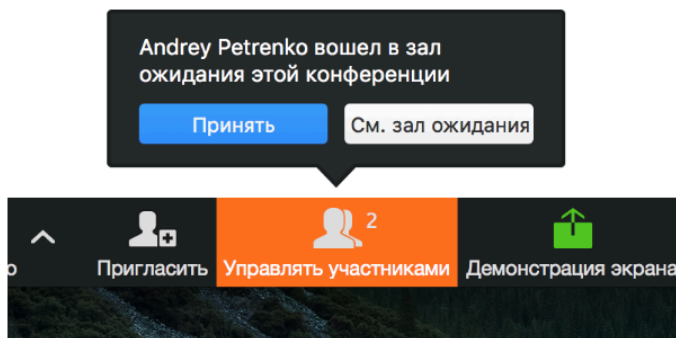 Andrey Petrenko вошел в зал
ожидания этой конференции
Принять
См. зал ожидания
2
Пригласить
Управлять участниками
Демонстрация экрана